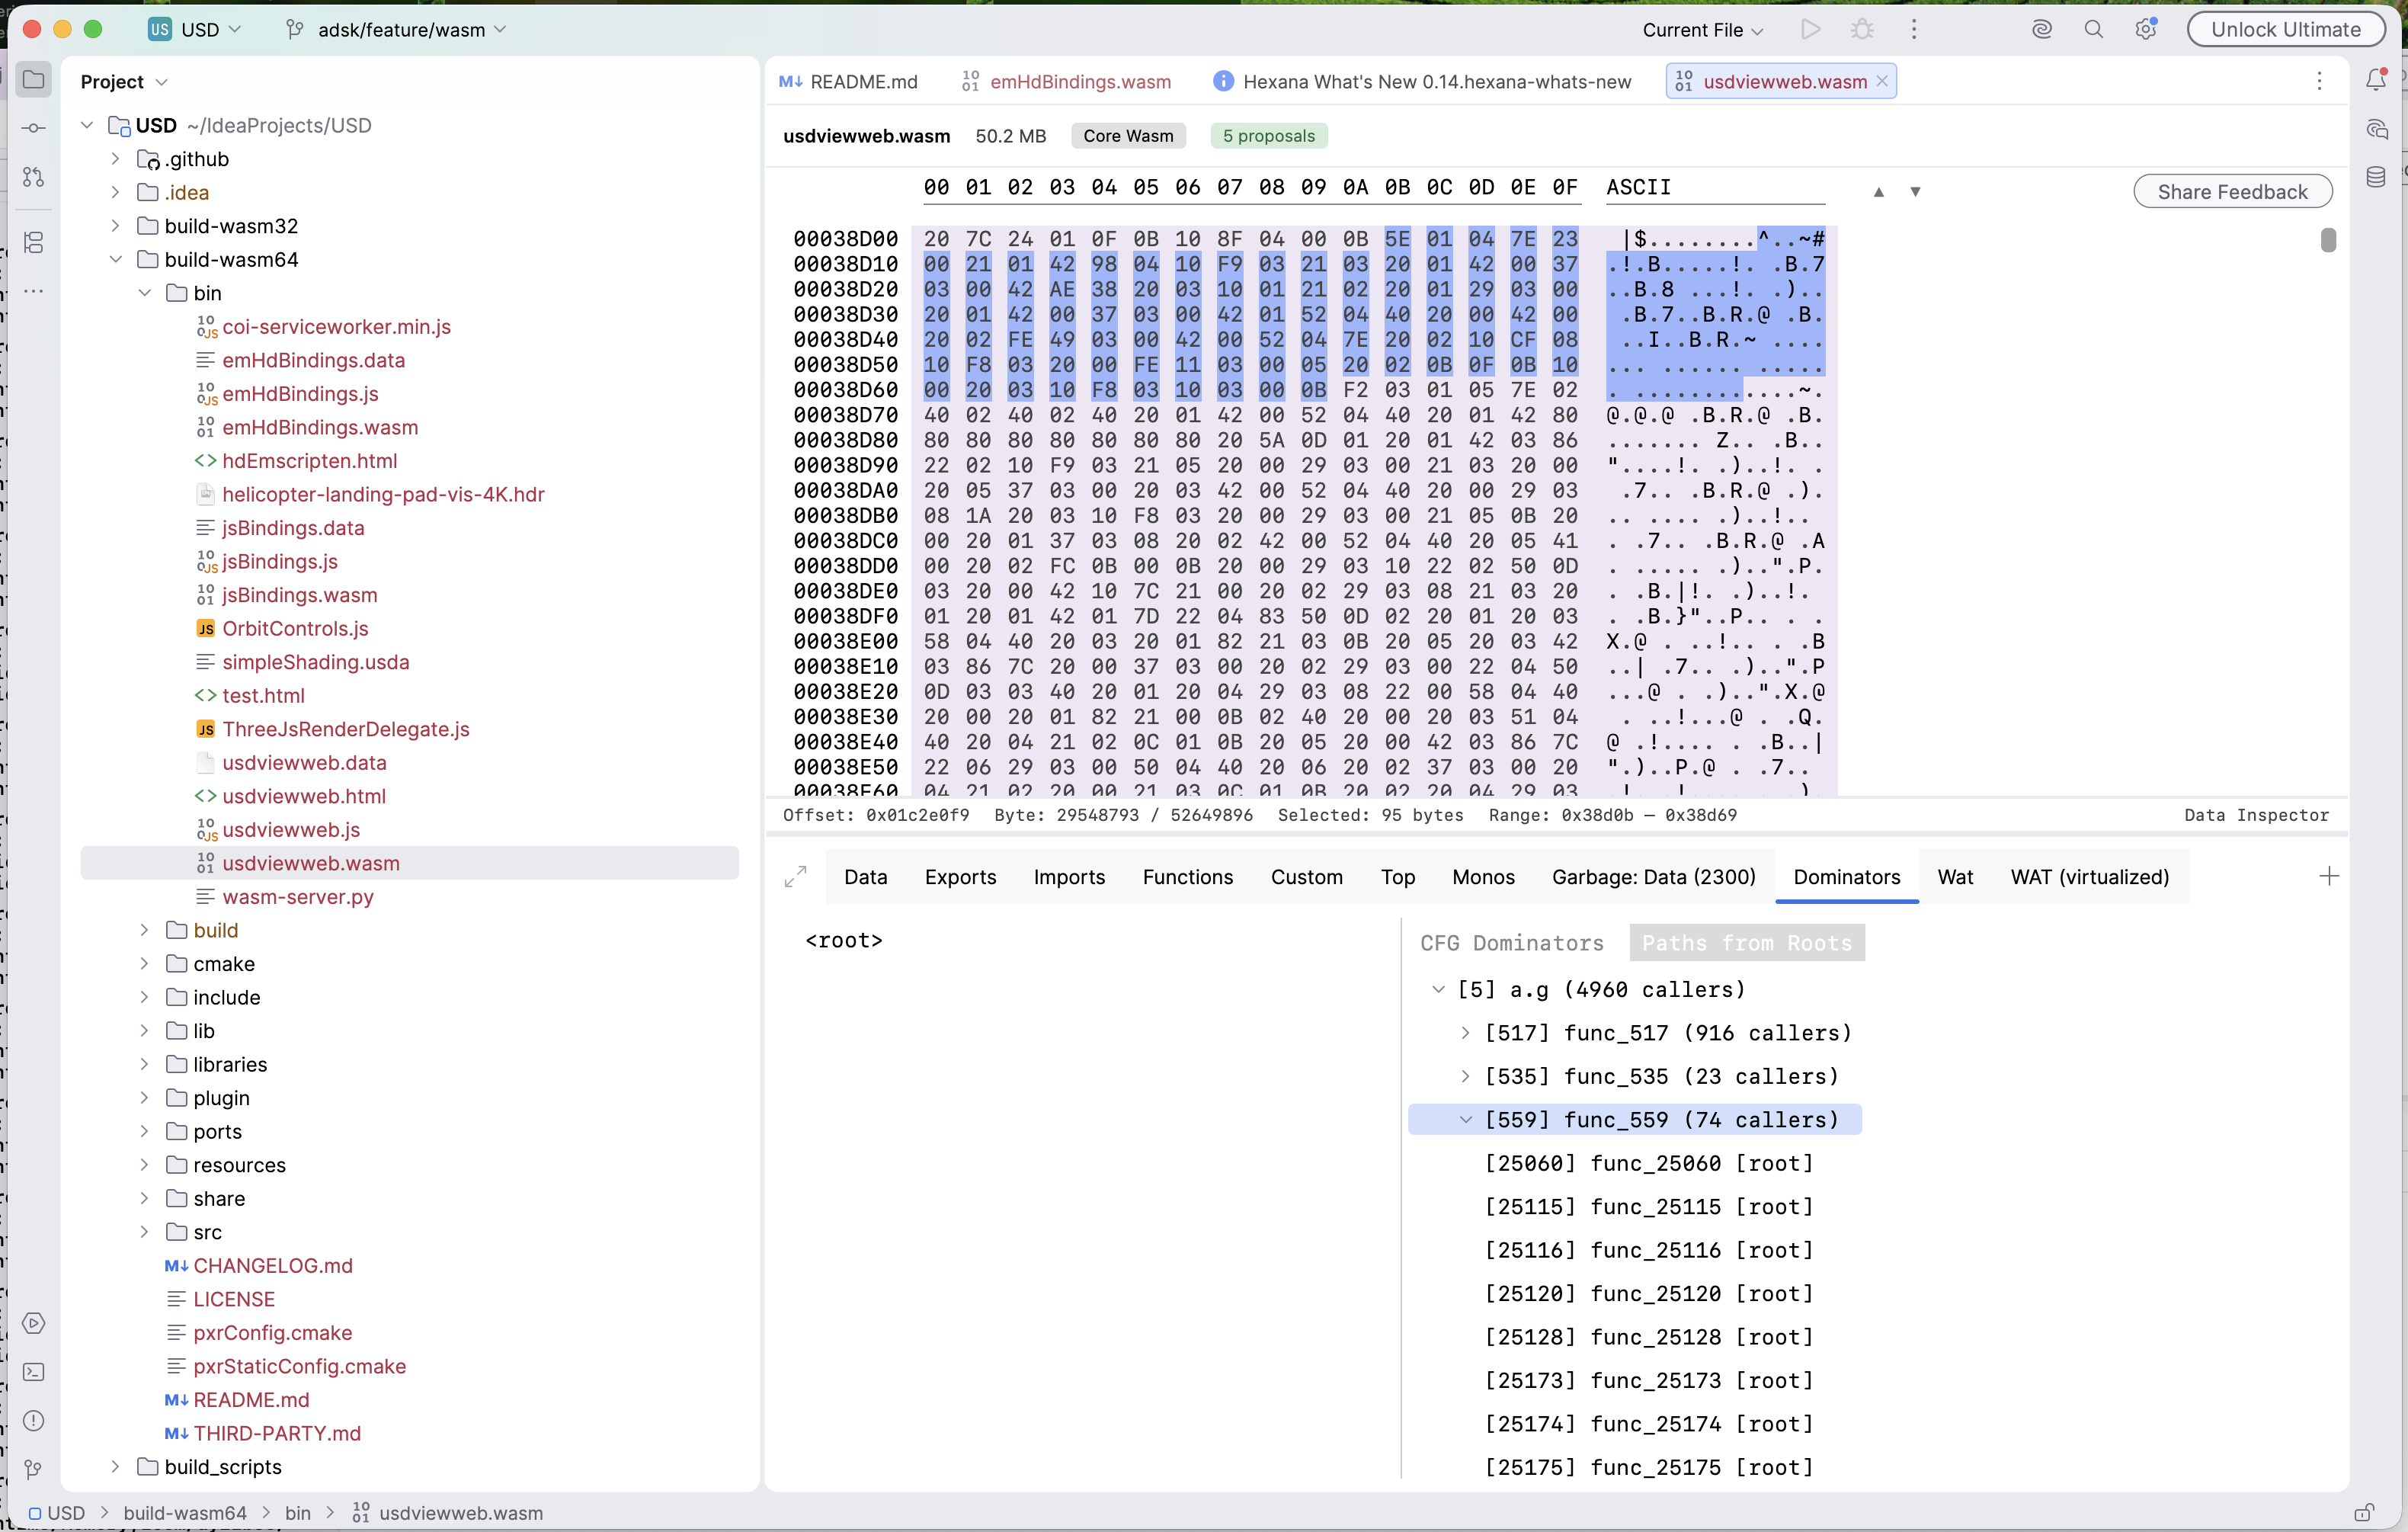 US USD adsk/feature/wasm Current File Unlock Ultimate
Project
USD ~/IdeaProjects/USD
.github
.idea
build-wasm32
build-wasm64
bin
coi-serviceworker.min.js
emHdBindings.data
emHdBindings.js
emHdBindings.wasm
hdEmscripten.html
helicopter-landing-pad-vis-4K.hdr
jsBindings.data
jsBindings.js
jsBindings.wasm
OrbitControls.js
simpleShading.usda
test.html
ThreeJsRenderDelegate.js
usdviewweb.data
usdviewweb.html
usdviewweb.js
usdviewweb.wasm
wasm-server.py
build
cmake
include
lib
libraries
plugin
ports
resources
share
src
CHANGELOG.md
LICENSE
pxrConfig.cmake
pxrStaticConfig.cmake
README.md
THIRD-PARTY.md
build_scripts
README.md emHdBindings.wasm Hexana What's New 0.14.hexana-whats-new usdviewweb.wasm
usdviewweb.wasm 50.2 MB Core Wasm 5 proposals
00 01 02 03 04 05 06 07 08 09 0A 0B 0C 0D 0E 0F ASCII
Share Feedback
00038D00 20 7C 24 01 0F 0B 10 8F 04 00 0B 5E 01 04 7E 23 |$........^..~#
00038D10 00 21 01 42 98 04 10 F9 03 21 03 20 01 42 00 37 .!.B.....!. .B.7
00038D20 03 00 42 AE 38 20 03 10 01 21 02 20 01 29 03 00 ..B.8 ...!. .)..
00038D30 20 01 42 00 37 03 00 42 01 52 04 40 20 00 42 00 .B.7..B.R.@ .B.
00038D40 20 02 FE 49 03 00 42 00 52 04 7E 20 02 10 CF 08 ..I..B.R.~ ....
00038D50 10 F8 03 20 00 FE 11 03 00 05 20 02 0B 0F 0B 10 ... ...... .....
00038D60 00 20 03 10 F8 03 10 03 00 0B F2 03 01 05 7E 02 . ............~.
00038D70 40 02 40 02 40 20 01 42 00 52 04 40 20 01 42 80 @.@.@ .B.R.@ .B.
00038D80 80 80 80 80 80 80 80 20 5A 0D 01 20 01 42 03 86 ....... Z.. .B..
00038D90 22 02 10 F9 03 21 05 20 00 29 03 00 21 03 20 00 "....!. .)..!. .
00038DA0 20 05 37 03 00 20 03 42 00 52 04 40 20 00 29 03 .7.. .B.R.@ .).
00038DB0 08 1A 20 03 10 F8 03 20 00 29 03 00 21 05 0B 20 .. .... .)..!..
00038DC0 00 20 01 37 03 08 20 02 42 00 52 04 40 20 05 41 . .7.. .B.R.@ .A
00038DD0 00 20 02 FC 0B 00 0B 20 00 29 03 10 22 02 50 0D . ..... .)..".P.
00038DE0 03 20 00 42 10 7C 21 00 20 02 29 03 08 21 03 20 . .B.|!. .)..!.
00038DF0 01 20 01 42 01 7D 22 04 83 50 0D 02 20 01 20 03 . .B.}"..P.. . .
00038E00 58 04 40 20 03 20 01 82 21 03 0B 20 05 20 03 42 X.@ . ..!.. . .B
00038E10 03 86 7C 20 00 37 03 00 20 02 29 03 00 22 04 50 ..| .7.. .)..".P
00038E20 0D 03 03 40 20 01 20 04 29 03 08 22 00 58 04 40 ...@ . .)..".X.@
00038E30 20 00 20 01 82 21 00 0B 02 40 20 00 20 03 51 04 . ..!...@ . .Q.
00038E40 40 20 04 21 02 0C 01 0B 20 05 20 00 42 03 86 7C @ .!.... . .B..|
00038E50 22 06 29 03 00 50 04 40 20 06 20 02 37 03 00 20 ".)..P.@ . .7..
00038E60 04 21 02 20 00 21 03 0C 01 0B 20 02 20 04 29 03
Offset: 0x01c2e0f9 Byte: 29548793 / 52649896 Selected: 95 bytes Range: 0x38d0b — 0x38d69 Data Inspector
Data Exports Imports Functions Custom Top Monos Garbage: Data (2300) Dominators Wat WAT (virtualized)
<root>
CFG Dominators Paths from Roots
[5] a.g (4960 callers)
[517] func_517 (916 callers)
[535] func_535 (23 callers)
[559] func_559 (74 callers)
[25060] func_25060 [root]
[25115] func_25115 [root]
[25116] func_25116 [root]
[25120] func_25120 [root]
[25128] func_25128 [root]
[25173] func_25173 [root]
[25174] func_25174 [root]
[25175] func_25175 [root]
USD > build-wasm64 > bin > usdviewweb.wasm